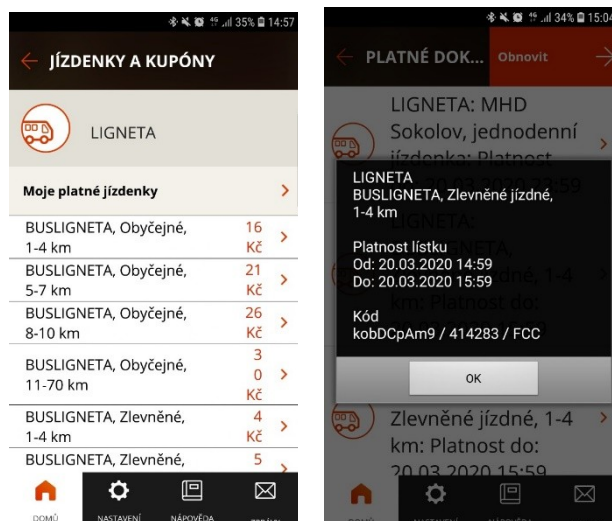 35% 14:57
← JÍZDENKY A KUPÓNY
LIGNETA
Moje platné jízdenky
BUSLIGNETA, Obyčejné,
1-4 km
16
Kč
BUSLIGNETA, Obyčejné,
5-7 km
21
Kč
BUSLIGNETA, Obyčejné,
8-10 km
26
Kč
BUSLIGNETA, Obyčejné,
11-70 km
3
0
Kč
BUSLIGNETA, Zlevněné,
1-4 km
4
Kč
BUSLIGNETA, Zlevněné,
5
DOMŮ NASTAVENÍ NÁPOVĚDA
34% 15:04
← PLATNÉ DOK... Obnovit →
LIGNETA: MHD
Sokolov, jednodenní
jízdenka: Platnost
LIGNETA
BUSLIGNETA, Zlevněné jízdné,
1-4 km
Platnost lístku
Od: 20.03.2020 14:59
Do: 20.03.2020 15:59
Kód
kobDCpAm9 / 414283 / FCC
OK
Zlevněné jízdné, 1-4
km: Platnost do:
20.03.2020 15:59